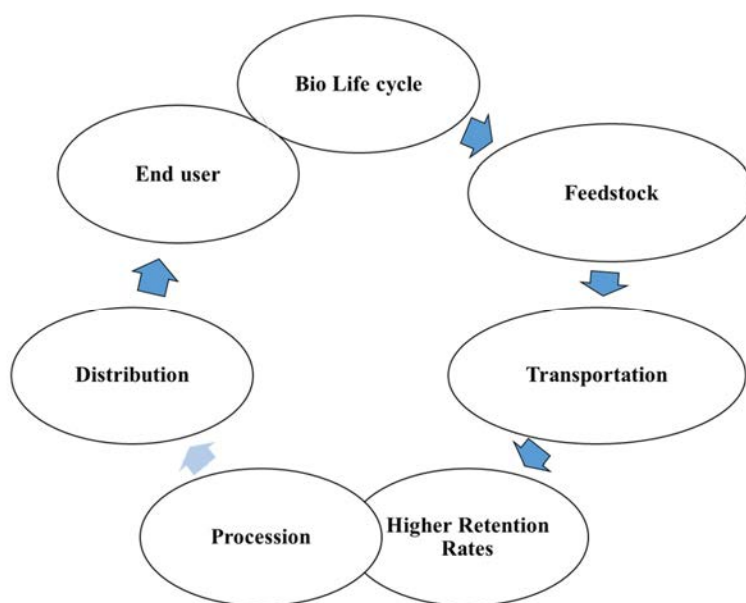 Bio Life cycle
Feedstock
Transportation
Higher Retention
Rates
Procession
Distribution
End user